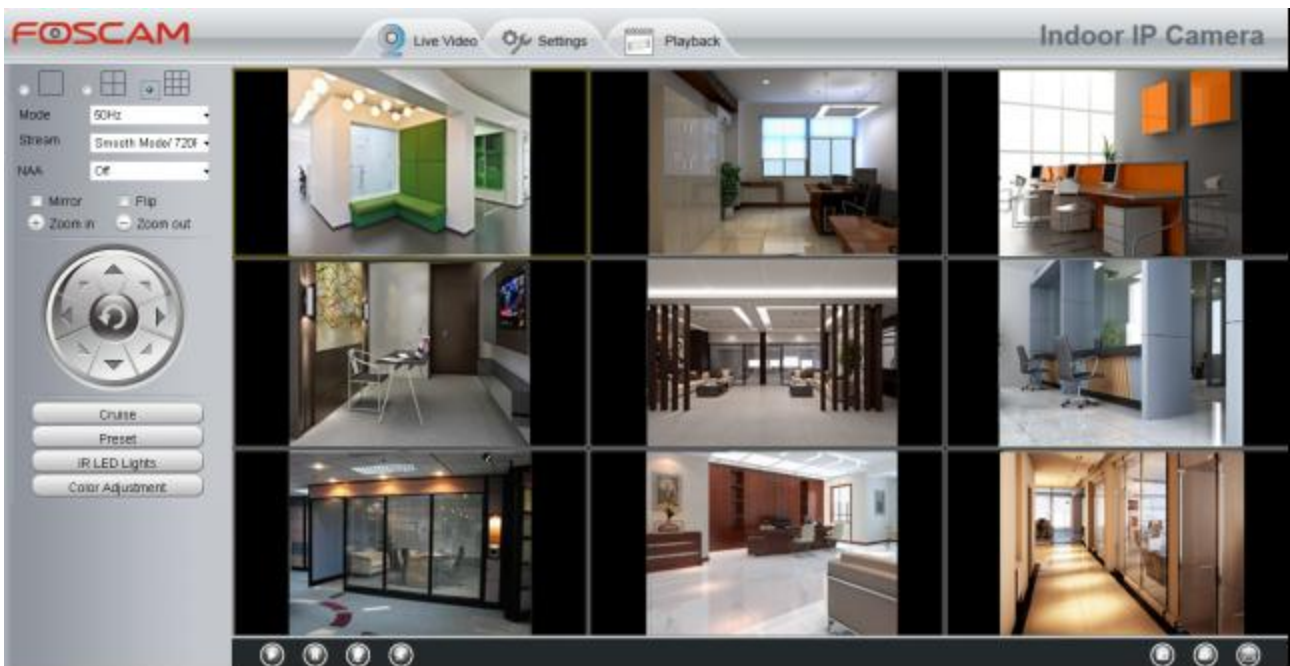 FOSCAM
Live Video
Settings
Playback
Indoor IP Camera
Mode
50Hz
Stream
Smooth Mode/ 720P
NAA
Off
Mirror
Flip
Zoom in
Zoom out
Cruise
Preset
IR LED Lights
Color Adjustment